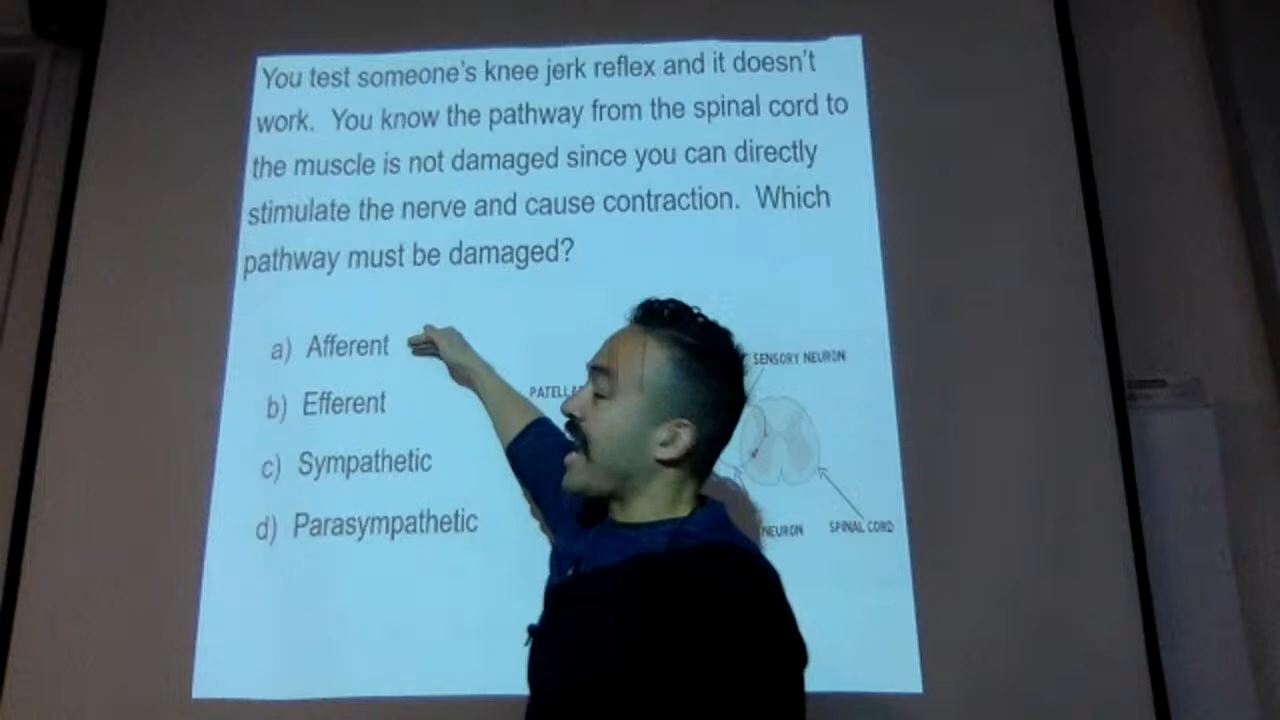 You test someone's knee jerk reflex and it doesn't
work. You know the pathway from the spinal cord to
the muscle is not damaged since you can directly
stimulate the nerve and cause contraction. Which
pathway must be damaged?
a) Afferent
b) Efferent
c) Sympathetic
d) Parasympathetic
SENSORY NEURON
NEURON
SPINAL CORD